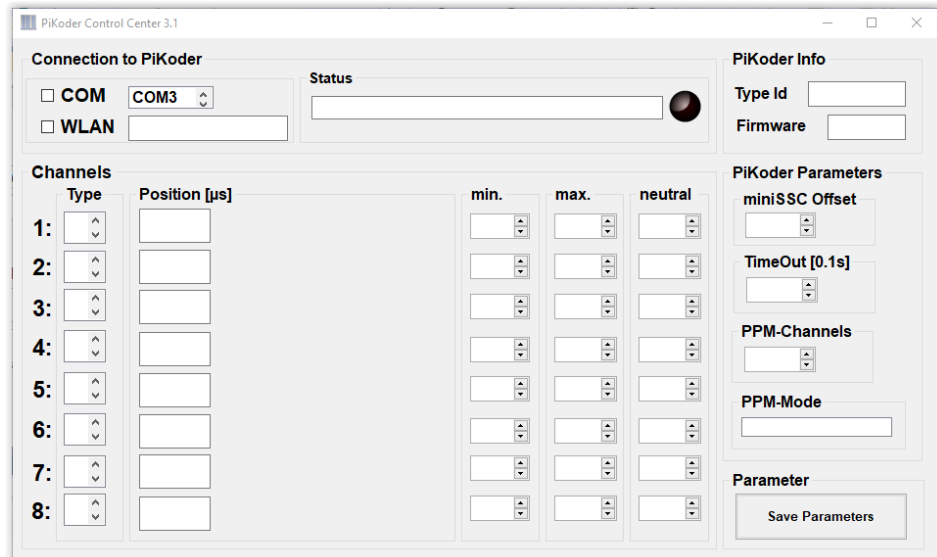 PiKoder Control Center 3.1
Connection to PiKoder
COM
COM3
WLAN
Status
PiKoder Info
Type Id
Firmware
Channels
Type
Position [µs]
min.
max.
neutral
1:
2:
3:
4:
5:
6:
7:
8:
PiKoder Parameters
miniSSC Offset
TimeOut [0.1s]
PPM-Channels
PPM-Mode
Parameter
Save Parameters